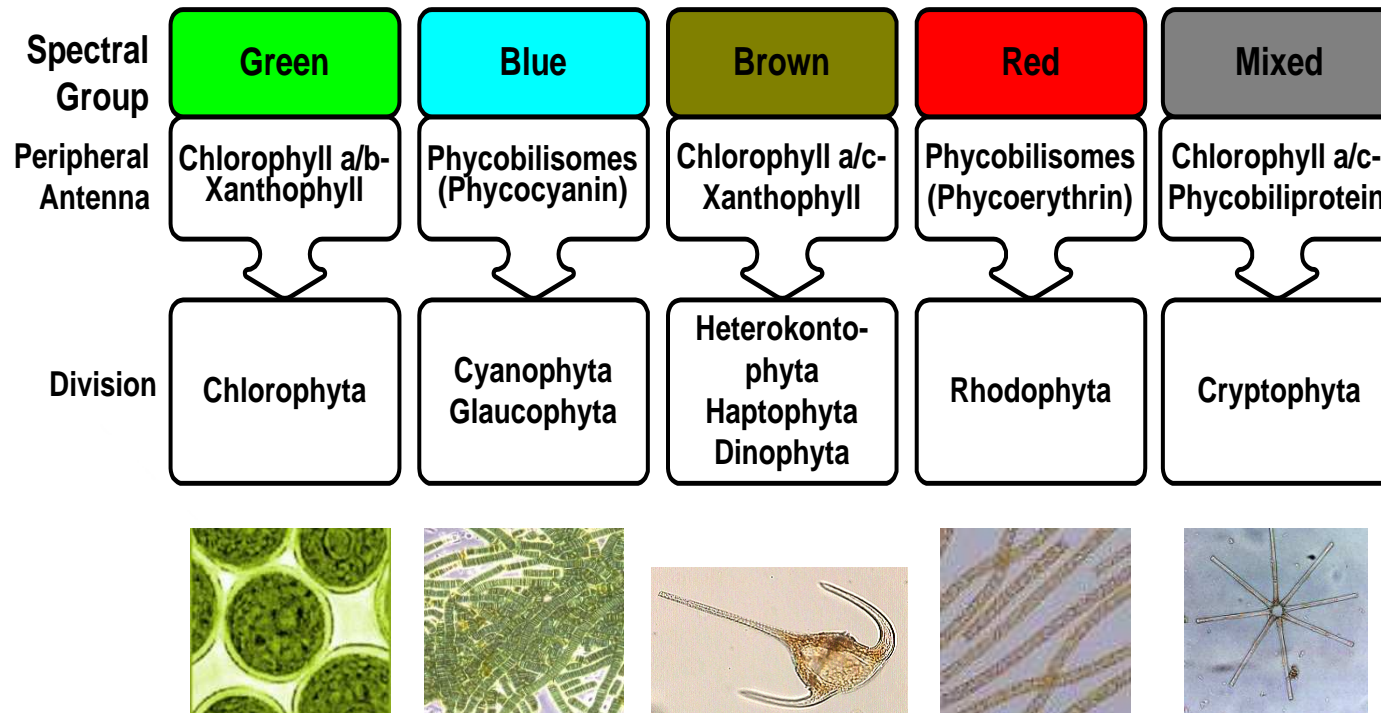 Spectral
Group
Green
Blue
Brown
Red
Mixed
Peripheral
Antenna
Chlorophyll a/b-
Xanthophyll
Phycobilisomes
(Phycocyanin)
Chlorophyll a/c-
Xanthophyll
Phycobilisomes
(Phycoerythrin)
Chlorophyll a/c-
Phycobiliprotein
Division
Chlorophyta
Cyanophyta
Glaucophyta
Heterokonto-
phyta
Haptophyta
Dinophyta
Rhodophyta
Cryptophyta